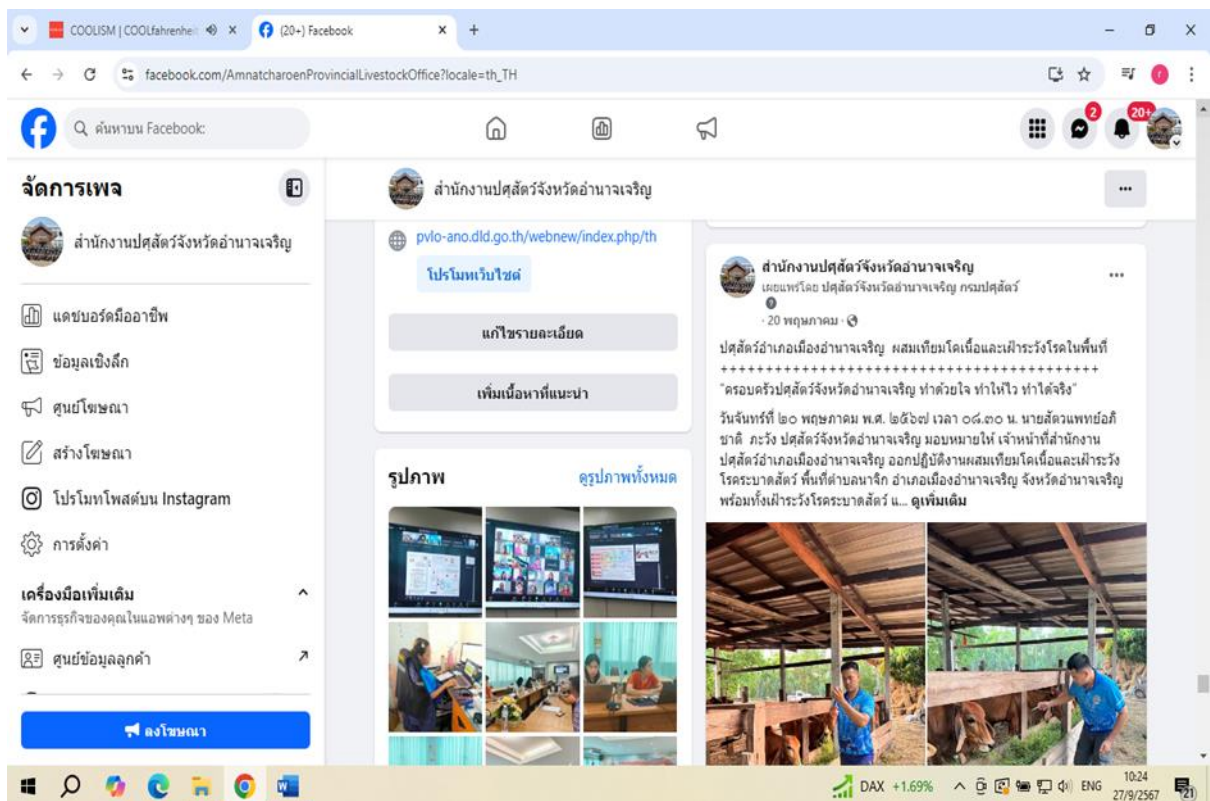 COOLISM | COOLfahrenhei
(20+) Facebook
facebook.com/AmnatcharoenProvincialLivestockOffice?locale=th_TH
ค้นหาบน Facebook
2
20+
จัดการเพจ
สำนักงานปศุสัตว์จังหวัดอำนาจเจริญ
แดชบอร์ดมืออาชีพ
ข้อมูลเชิงลึก
ศูนย์โฆษณา
สร้างโฆษณา
โปรโมทโพสต์บน Instagram
การตั้งค่า
เครื่องมือเพิ่มเติม
จัดการธุรกิจของคุณในแอพต่างๆ ของ Meta
ศูนย์ข้อมูลลูกค้า
ลงโฆษณา
สำนักงานปศุสัตว์จังหวัดอำนาจเจริญ
pvlo-ano.dld.go.th/webnew/index.php/th
โปรโมทเว็บไซต์
แก้ไขรายละเอียด
เพิ่มเนื้อหาที่แนะนำ
รูปภาพ
ดูรูปภาพทั้งหมด
สำนักงานปศุสัตว์จังหวัดอำนาจเจริญ
เผยแพร่โดย ปศุสัตว์จังหวัดอำนาจเจริญ กรมปศุสัตว์
· 20 พฤษภาคม ·
ปศุสัตว์อำเภอเมืองอำนาจเจริญ ผสมเทียมโคเนื้อและเฝ้าระวังโรคในพื้นที่
++++++++++++++++++++++++++++++++++++++++++
"ครอบครัวปศุสัตว์จังหวัดอำนาจเจริญ ทำด้วยใจ ทำให้ไว ทำได้จริง"
วันจันทร์ที่ ๒๐ พฤษภาคม พ.ศ. ๒๕๖๗ เวลา ๐๘.๓๐ น. นายสัตวแพทย์อภิ
ชาติ ภะวัง ปศุสัตว์จังหวัดอำนาจเจริญ มอบหมายให้ เจ้าหน้าที่สำนักงาน
ปศุสัตว์อำเภอเมืองอำนาจเจริญ ออกปฏิบัติงานผสมเทียมโคเนื้อและเฝ้าระวัง
โรคระบาดสัตว์ พื้นที่ตำบลนาจิก อำเภอเมืองอำนาจเจริญ จังหวัดอำนาจเจริญ
พร้อมทั้งเฝ้าระวังโรคระบาดสัตว์ แ... ดูเพิ่มเติม
DAX +1.69%
ENG
10:24
27/9/2567
21